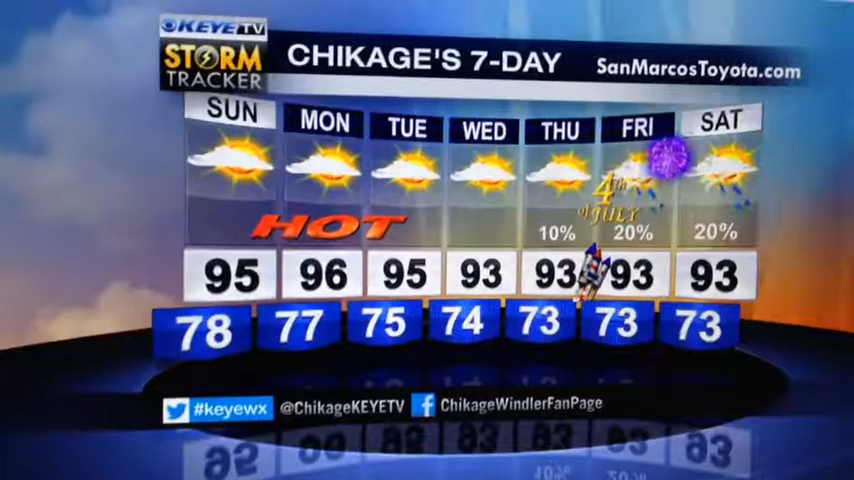 KEYE TV
STORM
TRACKER
CHIKAGE'S 7-DAY
SanMarcosToyota.com
SUN MON TUE WED THU FRI SAT
HOT
4th
of JULY
10% 20% 20%
95 96 95 93 93 93 93
78 77 75 74 73 73 73
#keyewx @ChikageKEYETV f ChikageWindlerFanPage